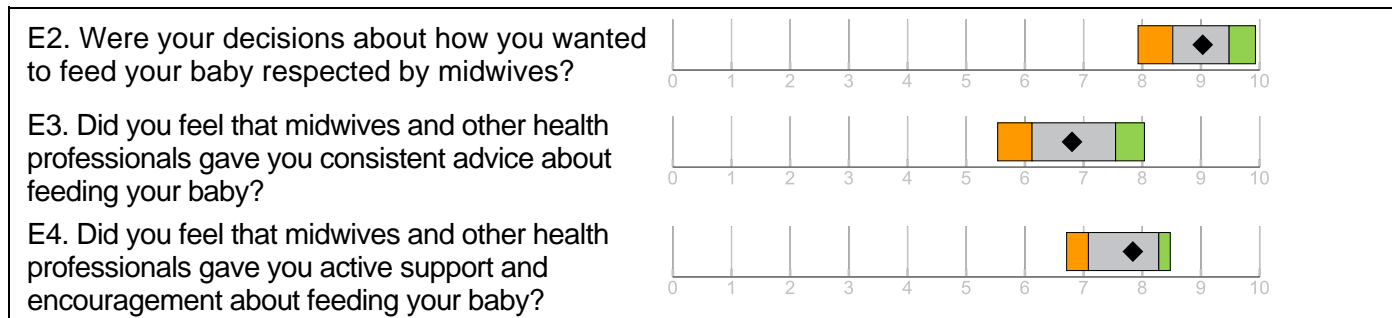 E2. Were your decisions about how you wanted
to feed your baby respected by midwives?
0 1 2 3 4 5 6 7 8 9 10
E3. Did you feel that midwives and other health
professionals gave you consistent advice about
feeding your baby?
0 1 2 3 4 5 6 7 8 9 10
E4. Did you feel that midwives and other health
professionals gave you active support and
encouragement about feeding your baby?
0 1 2 3 4 5 6 7 8 9 10